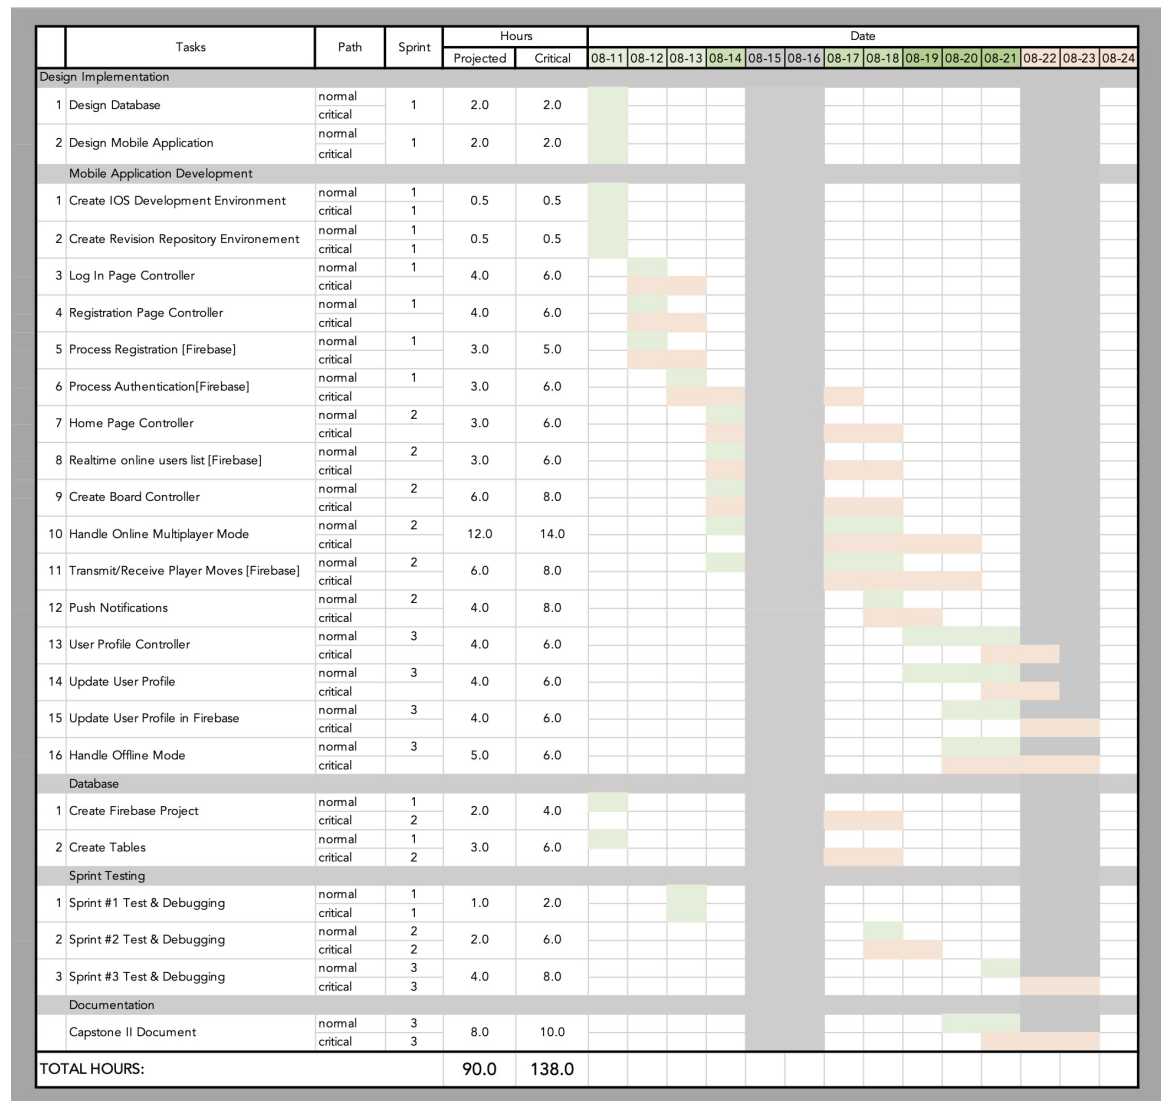 Tasks Path Sprint Hours Date
Projected Critical 08-11 08-12 08-13 08-14 08-15 08-16 08-17 08-18 08-19 08-20 08-21 08-22 08-23 08-24
Design Implementation
1 Design Database normal 1 2.0 2.0
critical
2 Design Mobile Application normal 1 2.0 2.0
critical
Mobile Application Development
1 Create IOS Development Environment normal 1 0.5 0.5
critical 1
2 Create Revision Repository Environement normal 1 0.5 0.5
critical 1
3 Log In Page Controller normal 1 4.0 6.0
critical
4 Registration Page Controller normal 1 4.0 6.0
critical
5 Process Registration [Firebase] normal 1 3.0 5.0
critical
6 Process Authentication[Firebase] normal 1 3.0 6.0
critical
7 Home Page Controller normal 2 3.0 6.0
critical
8 Realtime online users list [Firebase] normal 2 3.0 6.0
critical
9 Create Board Controller normal 2 6.0 8.0
critical
10 Handle Online Multiplayer Mode normal 2 12.0 14.0
critical
11 Transmit/Receive Player Moves [Firebase] normal 2 6.0 8.0
critical
12 Push Notifications normal 2 4.0 8.0
critical
13 User Profile Controller normal 3 4.0 6.0
critical
14 Update User Profile normal 3 4.0 6.0
critical
15 Update User Profile in Firebase normal 3 4.0 6.0
critical
16 Handle Offline Mode normal 3 5.0 6.0
critical
Database
1 Create Firebase Project normal 1 2.0 4.0
critical 2
2 Create Tables normal 1 3.0 6.0
critical 2
Sprint Testing
1 Sprint #1 Test & Debugging normal 1 1.0 2.0
critical 1
2 Sprint #2 Test & Debugging normal 2 2.0 6.0
critical 2
3 Sprint #3 Test & Debugging normal 3 4.0 8.0
critical 3
Documentation
Capstone II Document normal 3 8.0 10.0
critical 3
TOTAL HOURS: 90.0 138.0